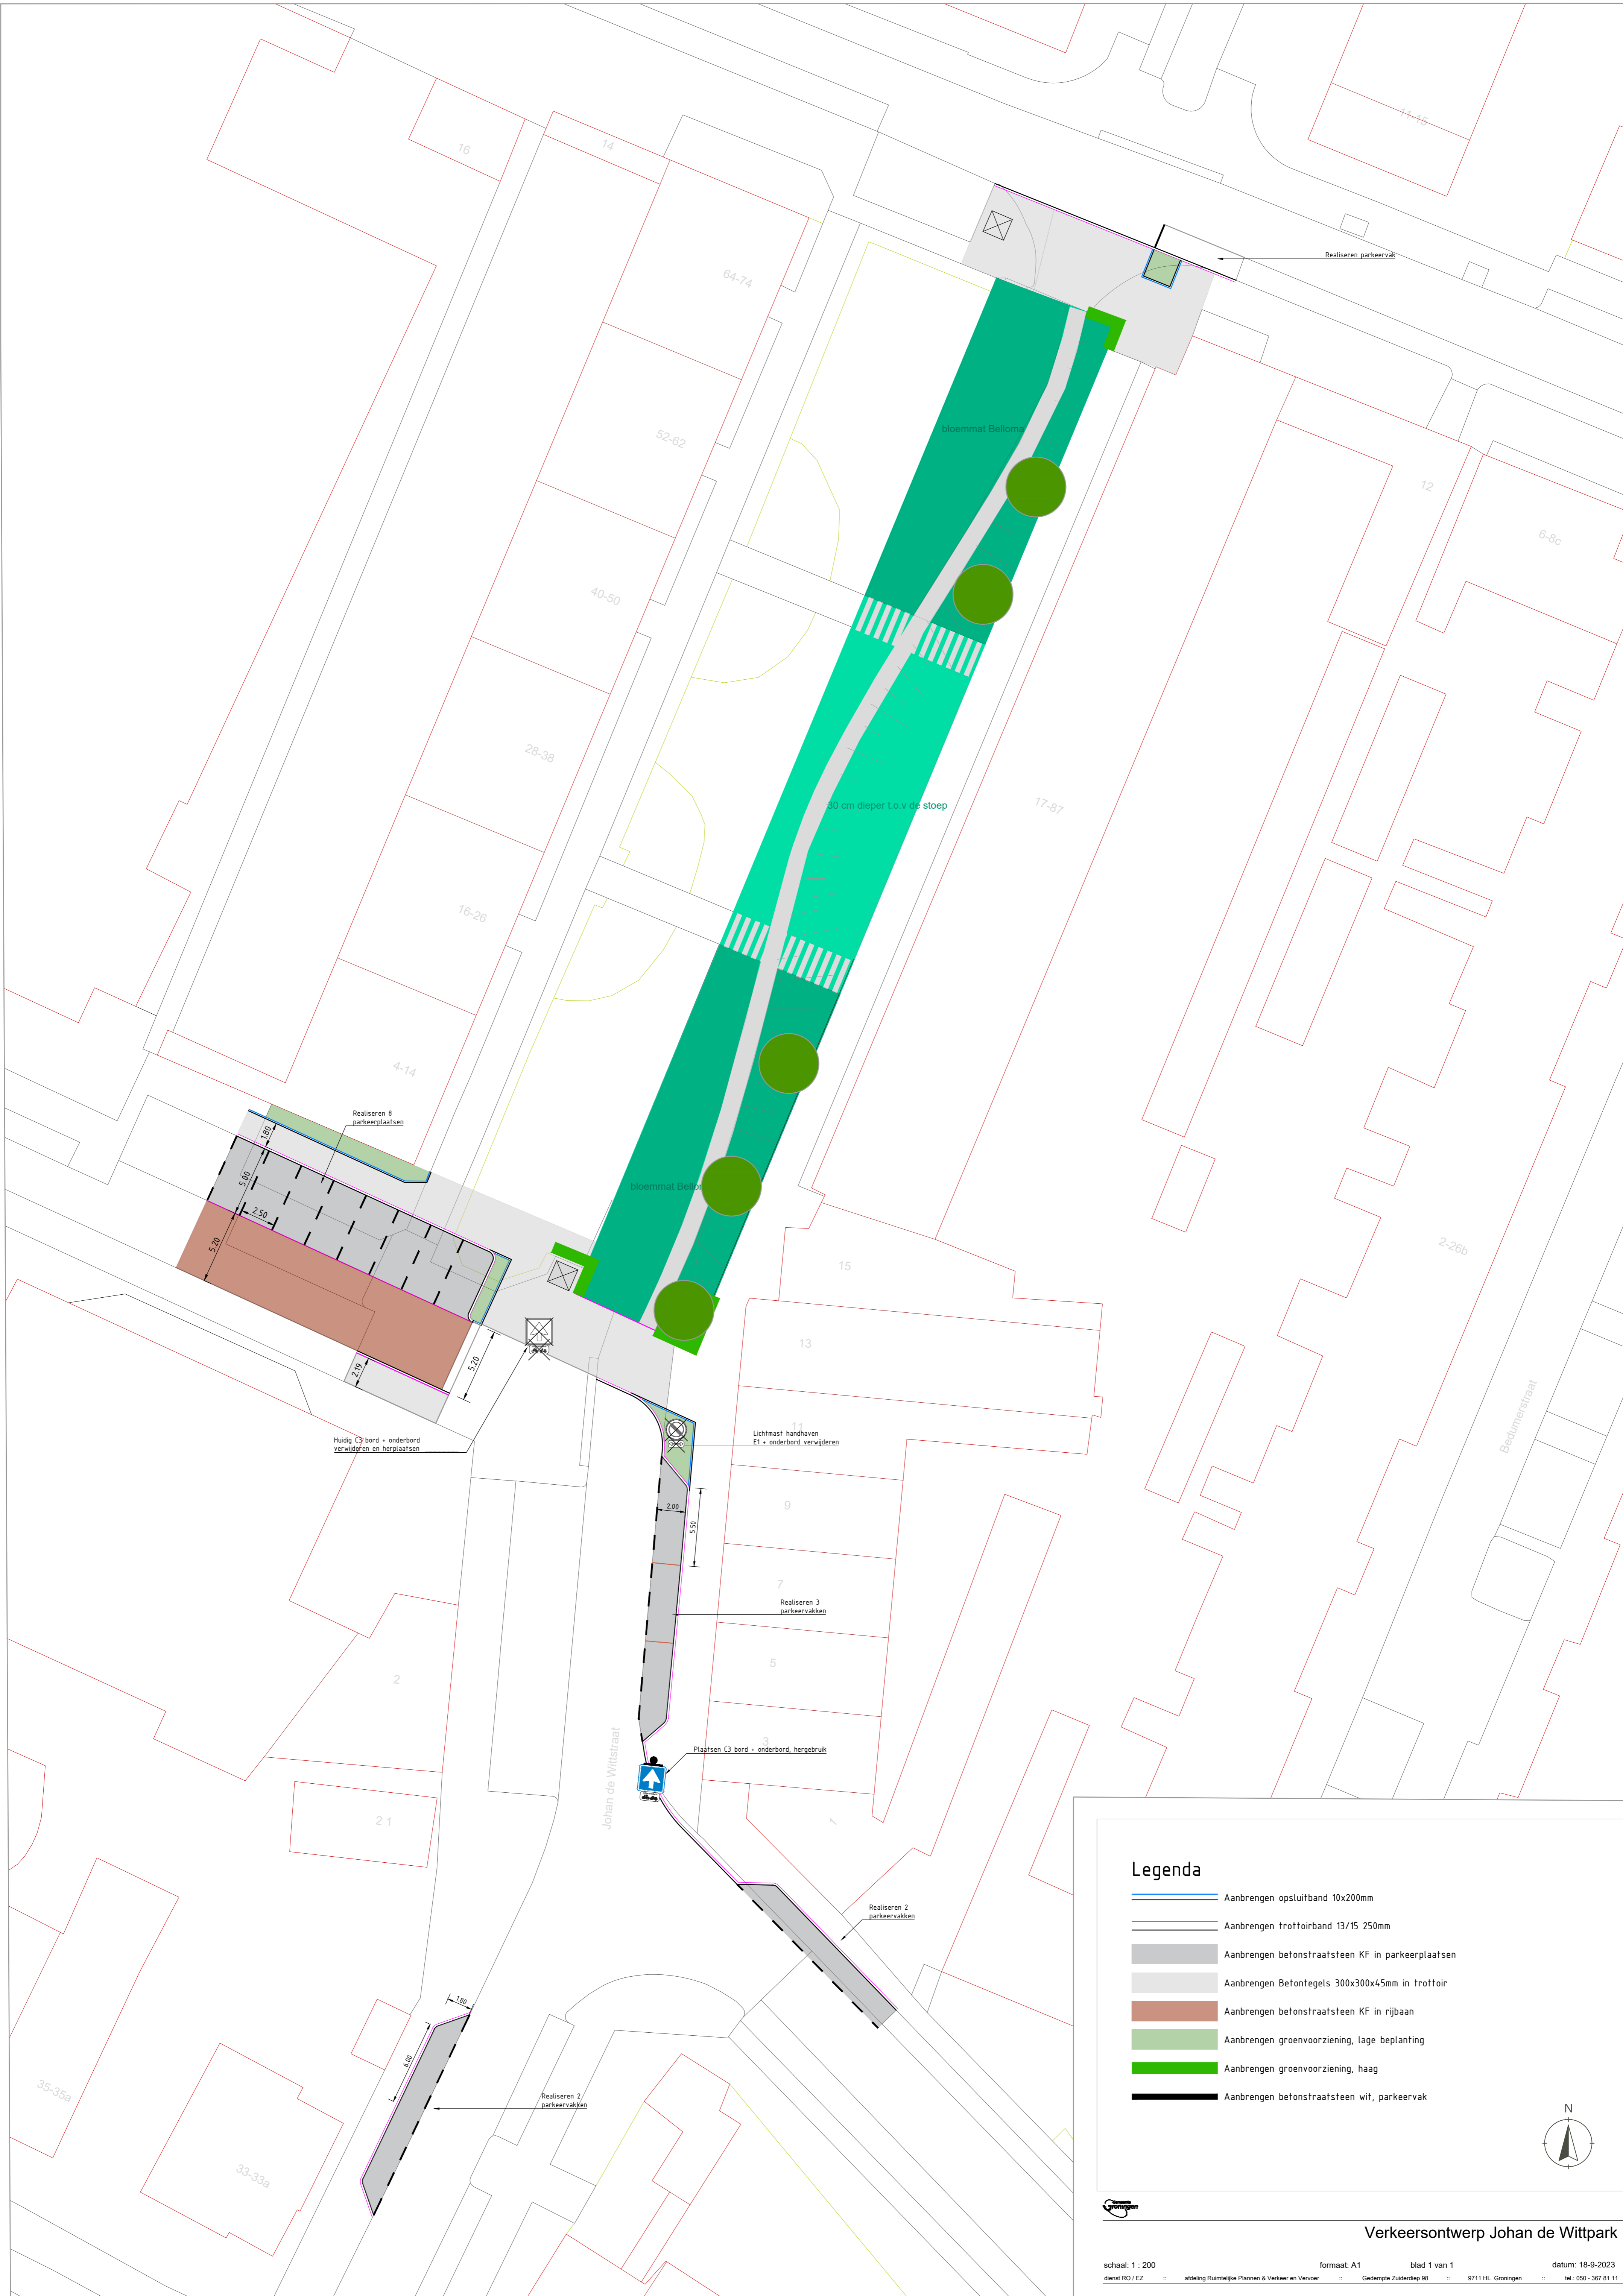 16
14
11-15
64-74
Realiseren parkeervak
bloemmat Belloma
52-62
12
6-8c
40-50
28-38
30 cm dieper t.o.v de stoep
17-87
16-26
4-14
Realiseren 8
parkeerplaatsen
1.80
5.00
2.50
5.20
bloemmat Bellor
2-26b
15
13
5.20
2.19
11
Huidig C3 bord + onderbord
verwijderen en herplaatsen
Lichtmast handhaven
E1 + onderbord verwijderen
Bedumerstraat
9
2.00
5.50
7
Realiseren 3
parkeervakken
5
2
3
Plaatsen C3 bord + onderbord, hergebruik
Johan de Wittstraat
2 1
1
Realiseren 2
parkeervakken
1.80
6.00
Realiseren 2
parkeervakken
35-35a
33-33a
Legenda
Aanbrengen opsluitband 10x200mm
Aanbrengen trottoirband 13/15 250mm
Aanbrengen betonstraatsteen KF in parkeerplaatsen
Aanbrengen Betontegels 300x300x45mm in trottoir
Aanbrengen betonstraatsteen KF in rijbaan
Aanbrengen groenvoorziening, lage beplanting
Aanbrengen groenvoorziening, haag
Aanbrengen betonstraatsteen wit, parkeervak
N
Gemeente
Groningen
Verkeersontwerp Johan de Wittpark
schaal: 1 : 200 formaat: A1 blad 1 van 1 datum: 18-9-2023
dienst RO / EZ :: afdeling Ruimtelijke Plannen & Verkeer en Vervoer :: Gedempte Zuiderdiep 98 :: 9711 HL Groningen :: tel.: 050 - 367 81 11